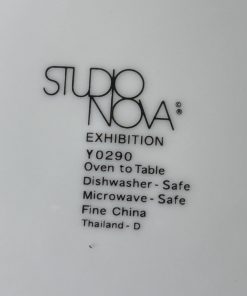 STUDIO
NOVA ©®
EXHIBITION
Y0290
Oven to Table
Dishwasher - Safe
Microwave - Safe
Fine China
Thailand - D